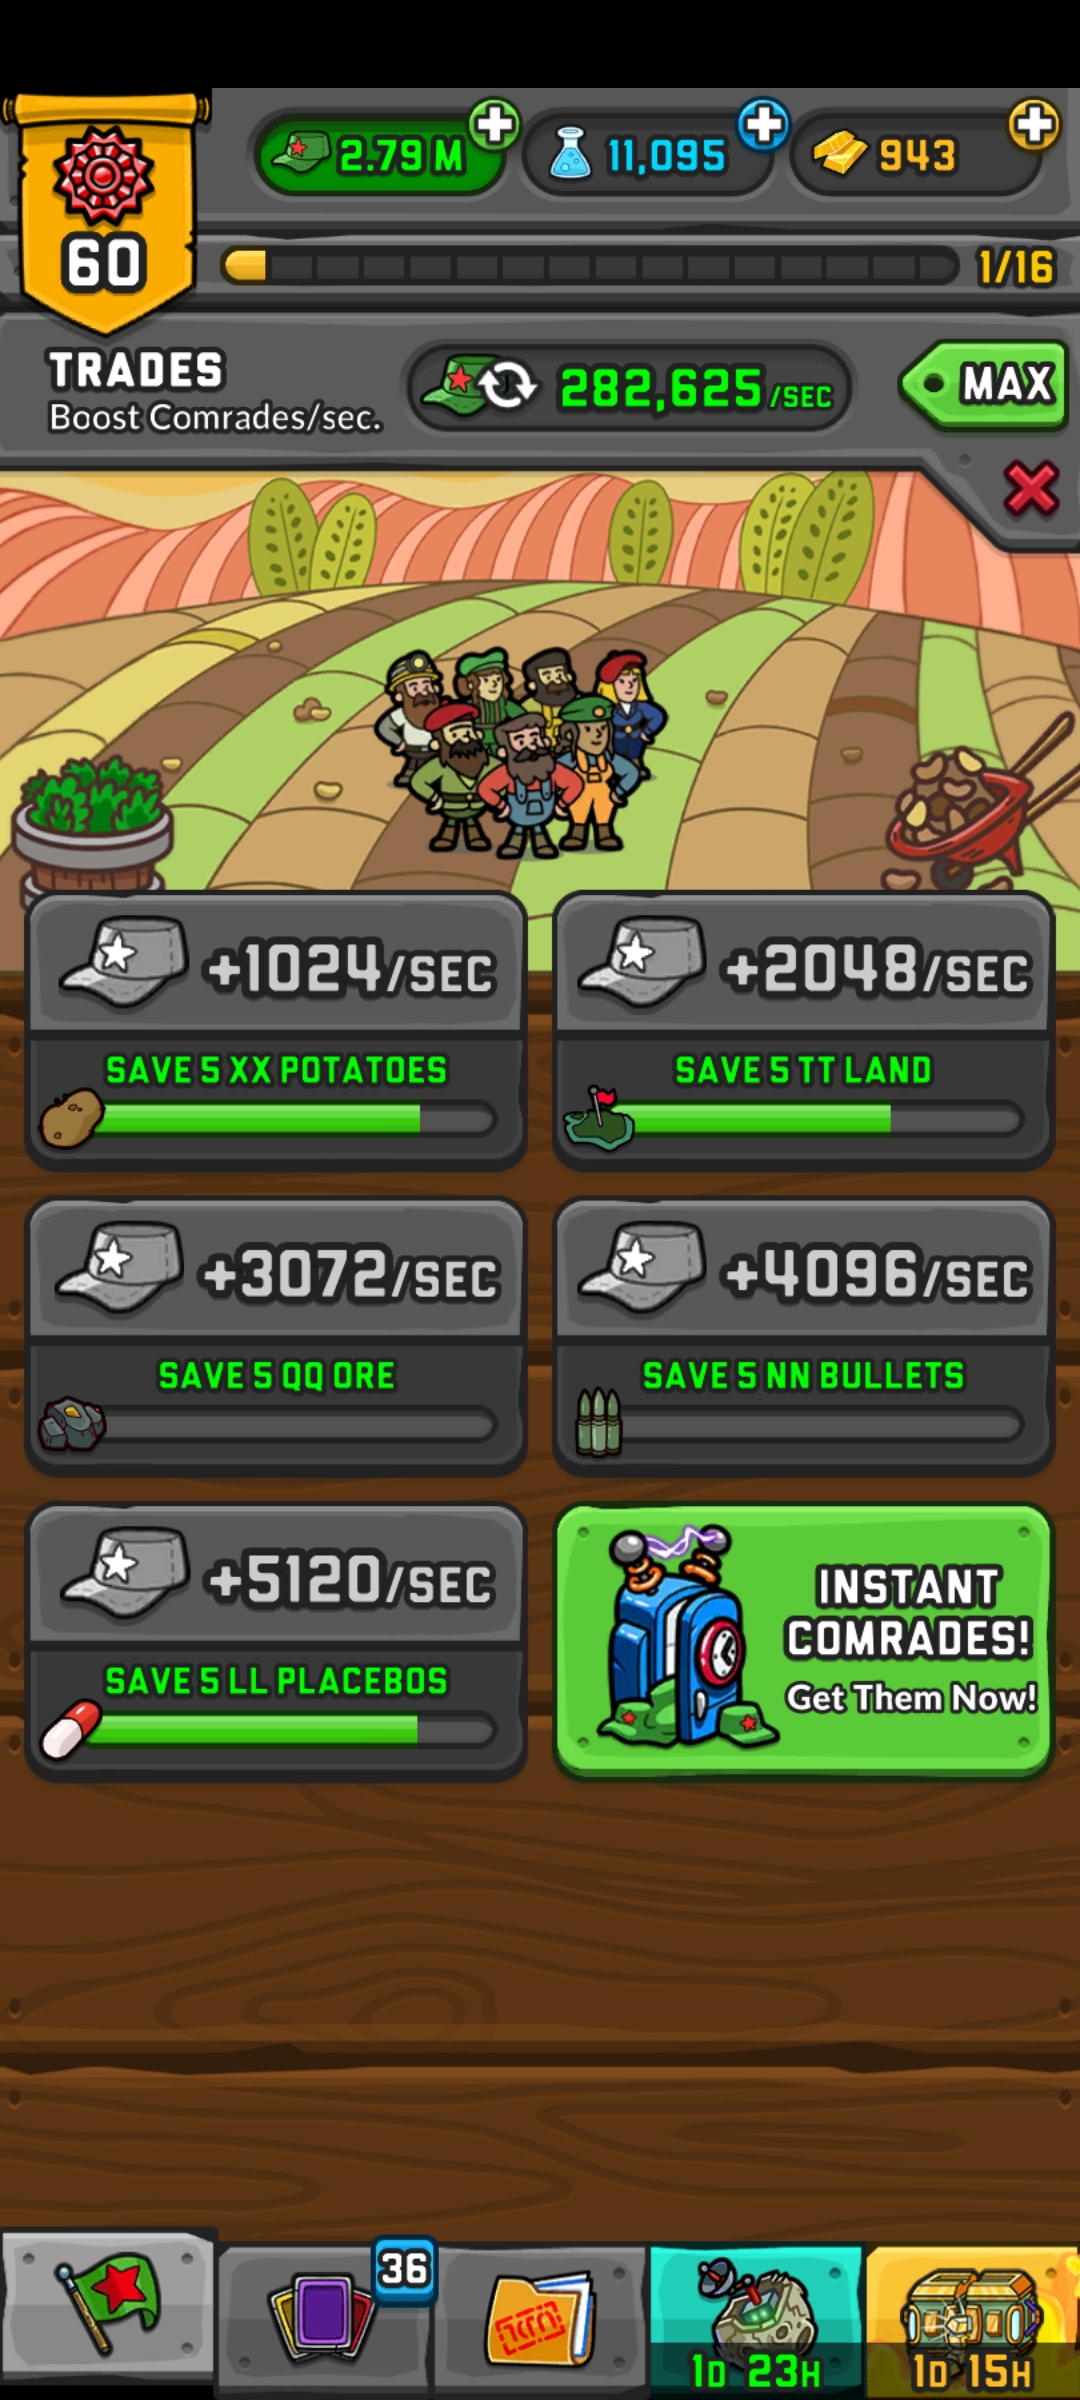 2.79 M
11,095
943
60
1/16
TRADES
Boost Comrades/sec.
282,625/SEC
MAX
+1024/SEC
SAVE 5 XX POTATOES
+2048/SEC
SAVE 5 TT LAND
+3072/SEC
SAVE 5 QQ ORE
+4096/SEC
SAVE 5 NN BULLETS
+5120/SEC
SAVE 5 LL PLACEBOS
INSTANT
COMRADES!
Get Them Now!
36
1D 23H
1D 15H